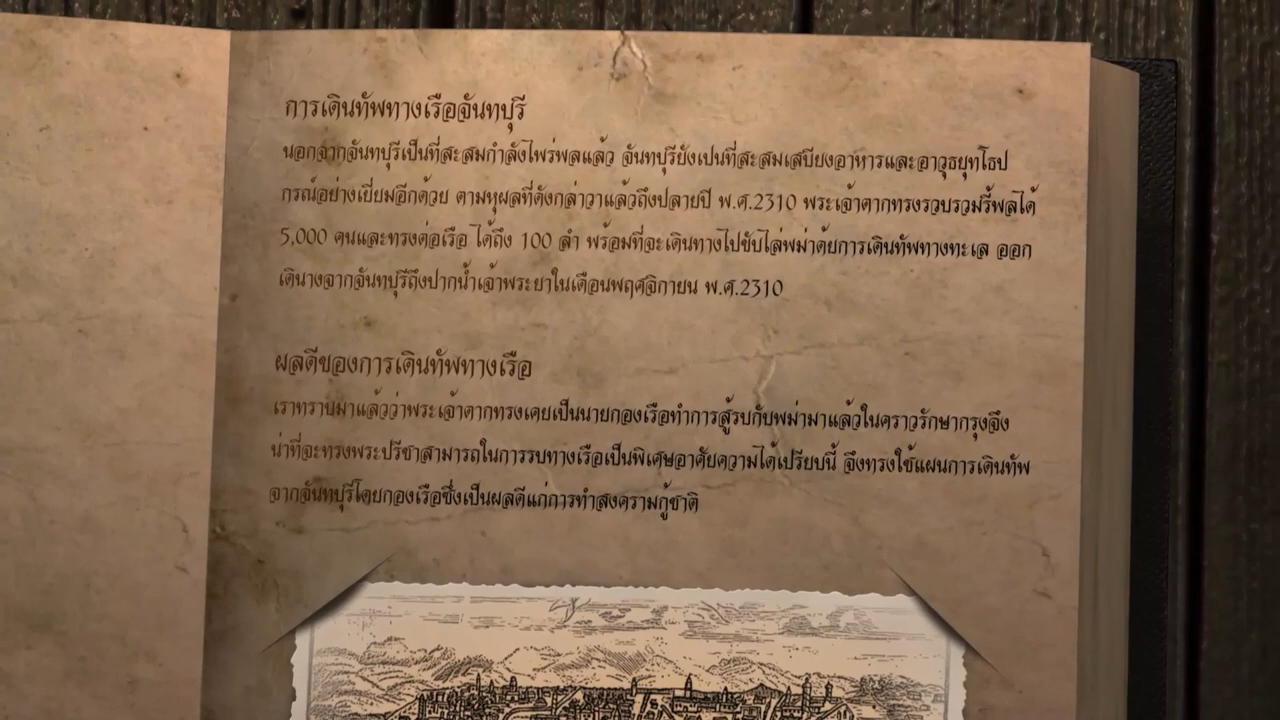 การเดินทัพทางเรือจันทบุรี
นอกจากจันทบุรีเป็นที่สะสมกำลังไพร่พลแล้ว จันทบุรียังเปนที่สะสมเสบียงอาหารและอาวุธยุทโธป
กรณ์อย่างเยี่ยมอีกด้วย ตามหุผลที่ดังกล่าวาแล้วถึงปลายปี พ.ศ.2310 พระเจ้าตากทรงรวบรวมรี้พลได้
5,000 คนและทรงต่อเรือ ได้ถึง 100 ลำ พร้อมที่จะเดินทางไปขับไล่พม่าด้ยการเดินทัพทางทะเล ออก
เดินางจากจันทบุรีถึงปากน้ำเจ้าพระยาในเดือนพฤศจิกายน พ.ศ.2310
ผลดีของการเดินทัพทางเรือ
เราทราบมาแล้วว่าพระเจ้าตากทรงเคยเป็นนายกองเรือทำการสู้รบกับพม่ามาแล้วในคราวรักษากรุงจึง
น่าที่จะทรงพระปรีชาสามารถในการรบทางเรือเป็นพิเศษอาศัยความได้เปรียบนี้ จึงทรงใช้แผนการเดินทัพ
จากจันทบุรีโดยกองเรือซึ่งเป็นผลดีแก่การทำสงครามกู้ชาติ